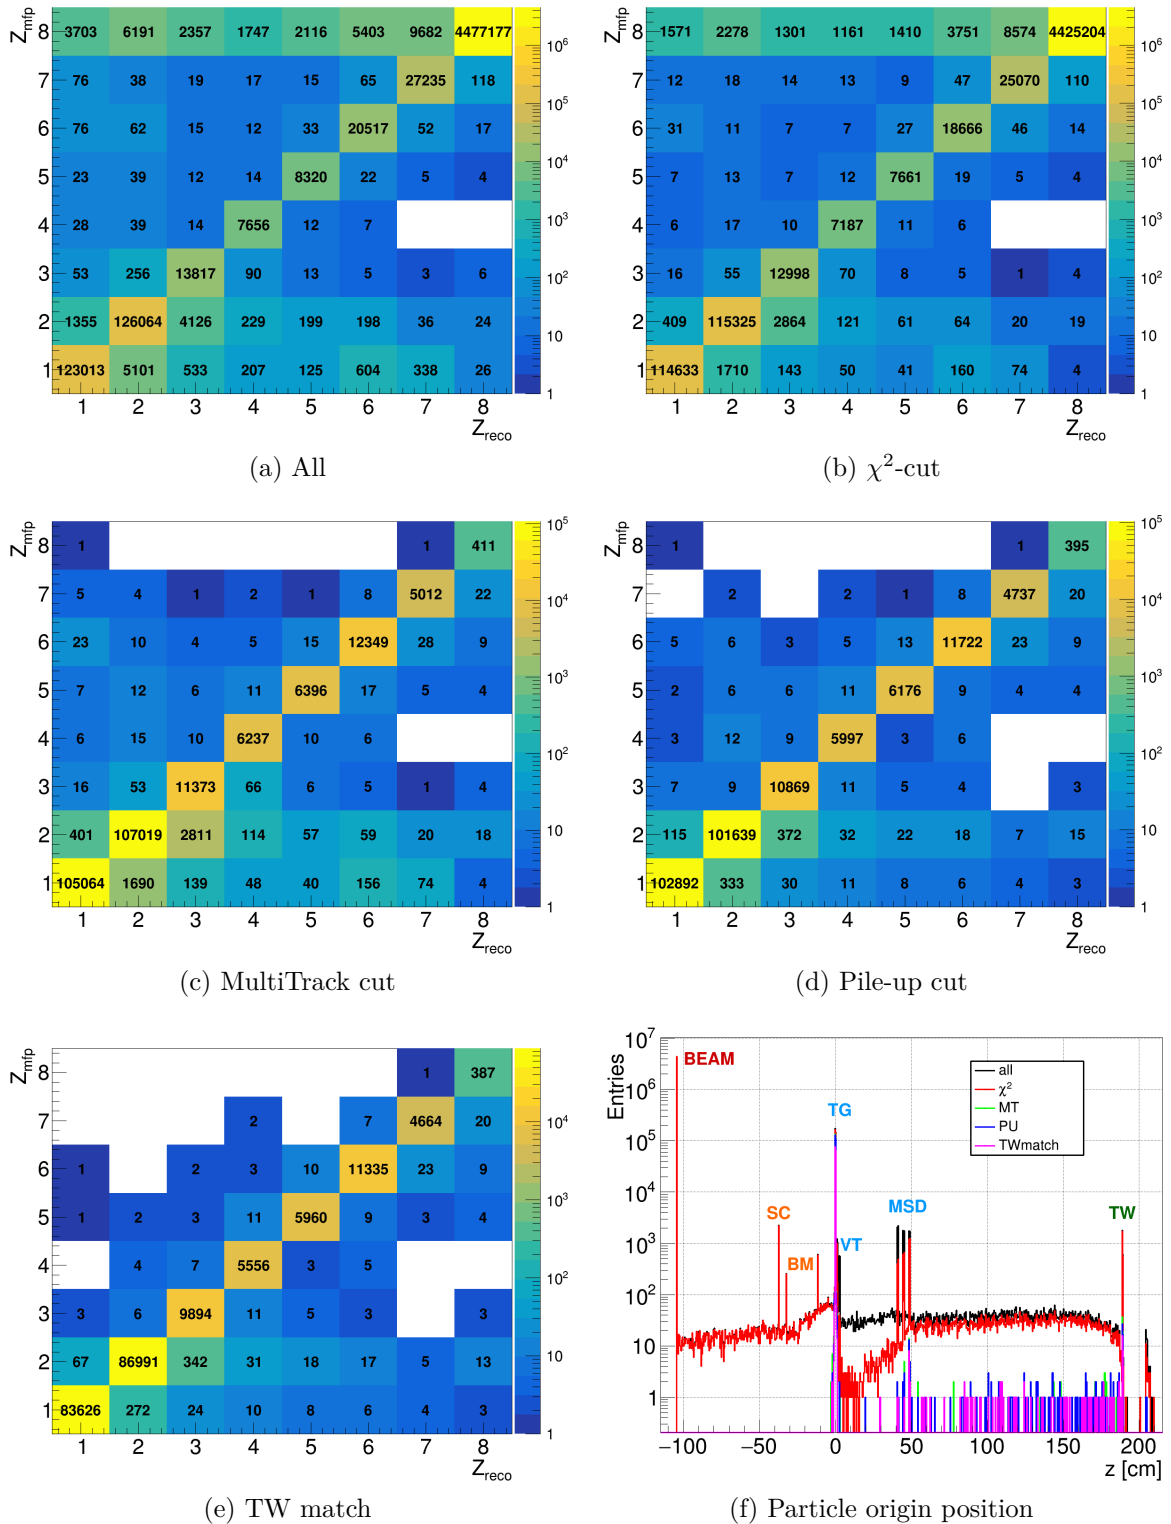 Z_mfp
8 3703 6191 2357 1747 2116 5403 9682 4477177
7 76 38 19 17 15 65 27235 118
6 76 62 15 12 33 20517 52 17
5 23 39 12 14 8320 22 5 4
4 28 39 14 7656 12 7
3 53 256 13817 90 13 5 3 6
2 1355 126064 4126 229 199 198 36 24
1 123013 5101 533 207 125 604 338 26
1 2 3 4 5 6 7 8
Z_reco
10^6
10^5
10^4
10^3
10^2
10
1
(a) All
Z_mfp
8 1571 2278 1301 1161 1410 3751 8574 4425204
7 12 18 14 13 9 47 25070 110
6 31 11 7 7 27 18666 46 14
5 7 13 7 12 7661 19 5 4
4 6 17 10 7187 11 6
3 16 55 12998 70 8 5 1 4
2 409 115325 2864 121 61 64 20 19
1 114633 1710 143 50 41 160 74 4
1 2 3 4 5 6 7 8
Z_reco
10^6
10^5
10^4
10^3
10^2
10
1
(b) χ²-cut
Z_mfp
8 1 1 411
7 5 4 1 2 1 8 5012 22
6 23 10 4 5 15 12349 28 9
5 7 12 6 11 6396 17 5 4
4 6 15 10 6237 10 6
3 16 53 11373 66 6 5 1 4
2 401 107019 2811 114 57 59 20 18
1 105064 1690 139 48 40 156 74 4
1 2 3 4 5 6 7 8
Z_reco
10^5
10^4
10^3
10^2
10
1
(c) MultiTrack cut
Z_mfp
8 1 1 395
7 2 2 1 8 4737 20
6 5 6 3 5 13 11722 23 9
5 2 6 6 11 6176 9 4 4
4 3 12 9 5997 3 6
3 7 9 10869 11 5 4 3
2 115 101639 372 32 22 18 7 15
1 102892 333 30 11 8 6 4 3
1 2 3 4 5 6 7 8
Z_reco
10^5
10^4
10^3
10^2
10
1
(d) Pile-up cut
Z_mfp
8 1 387
7 2 7 4664 20
6 1 2 3 10 11335 23 9
5 1 2 3 11 5960 9 3 4
4 4 7 5556 3 5
3 3 6 9894 11 5 3 3
2 67 86991 342 31 18 17 5 13
1 83626 272 24 10 8 6 4 3
1 2 3 4 5 6 7 8
Z_reco
10^4
10^3
10^2
10
1
(e) TW match
Entries
10^7
10^6
10^5
10^4
10^3
10^2
10
1
BEAM
SC
BM
TG
VT
MSD
TW
all
χ²
MT
PU
TWmatch
−100 −50 0 50 100 150 200
z [cm]
(f) Particle origin position